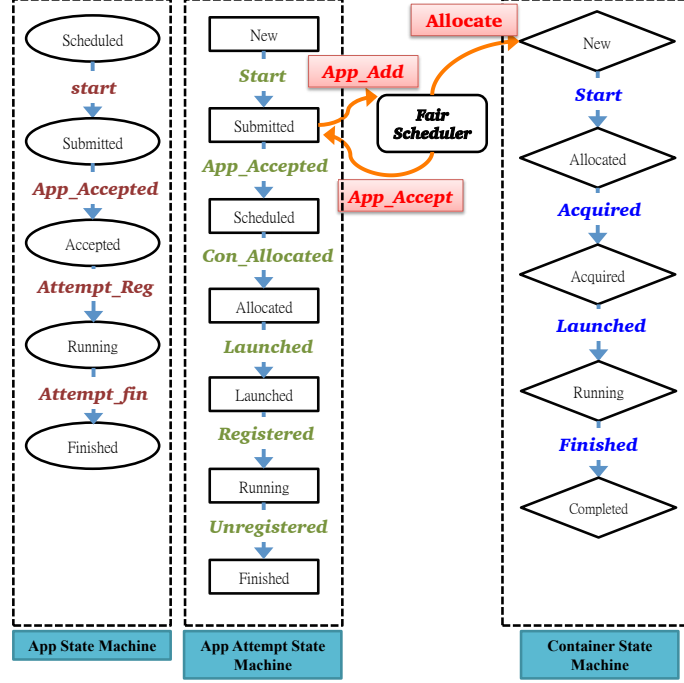 Scheduled
start
Submitted
App_Accepted
Accepted
Attempt_Reg
Running
Attempt_fin
Finished
App State Machine
New
Start
Submitted
App_Accepted
Scheduled
Con_Allocated
Allocated
Launched
Launched
Registered
Running
Unregistered
Finished
App Attempt State
Machine
App_Add
Allocate
Fair
Scheduler
App_Accept
New
Start
Allocated
Acquired
Acquired
Launched
Running
Finished
Completed
Container State
Machine